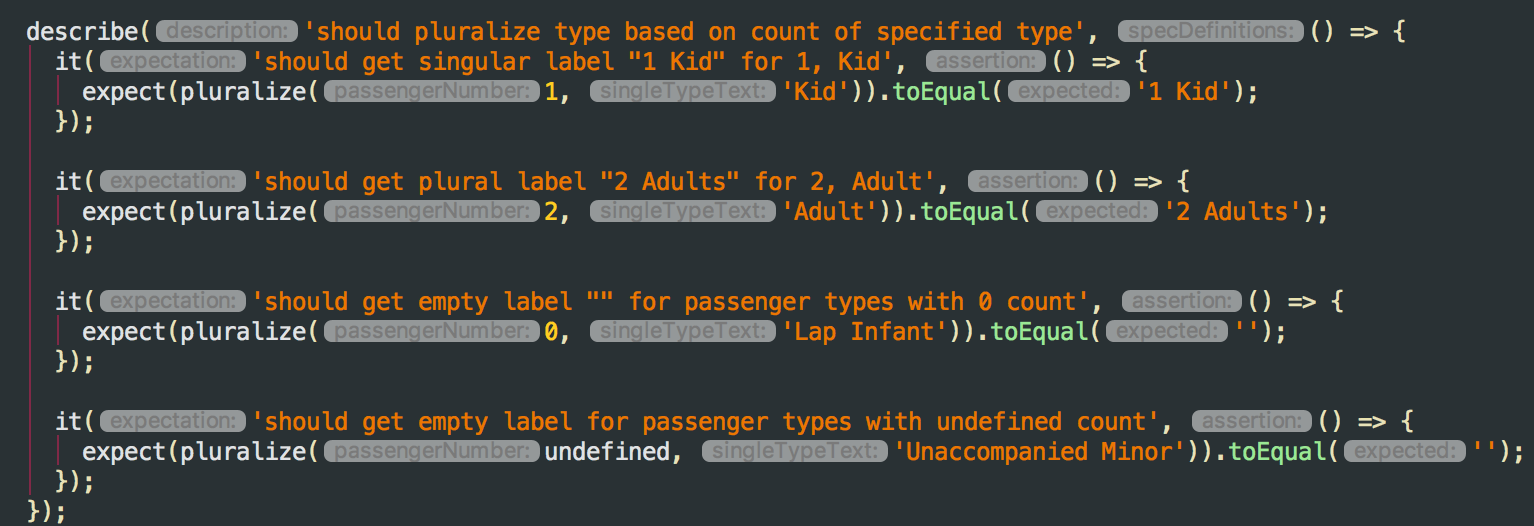 describe( description: 'should pluralize type based on count of specified type', specDefinitions: () => {
it( expectation: 'should get singular label "1 Kid" for 1, Kid', assertion: () => {
expect(pluralize( passengerNumber: 1, singleTypeText: 'Kid')).toEqual( expected: '1 Kid');
});
it( expectation: 'should get plural label "2 Adults" for 2, Adult', assertion: () => {
expect(pluralize( passengerNumber: 2, singleTypeText: 'Adult')).toEqual( expected: '2 Adults');
});
it( expectation: 'should get empty label "" for passenger types with 0 count', assertion: () => {
expect(pluralize( passengerNumber: 0, singleTypeText: 'Lap Infant')).toEqual( expected: '');
});
it( expectation: 'should get empty label for passenger types with undefined count', assertion: () => {
expect(pluralize( passengerNumber: undefined, singleTypeText: 'Unaccompanied Minor')).toEqual( expected: '');
});
});